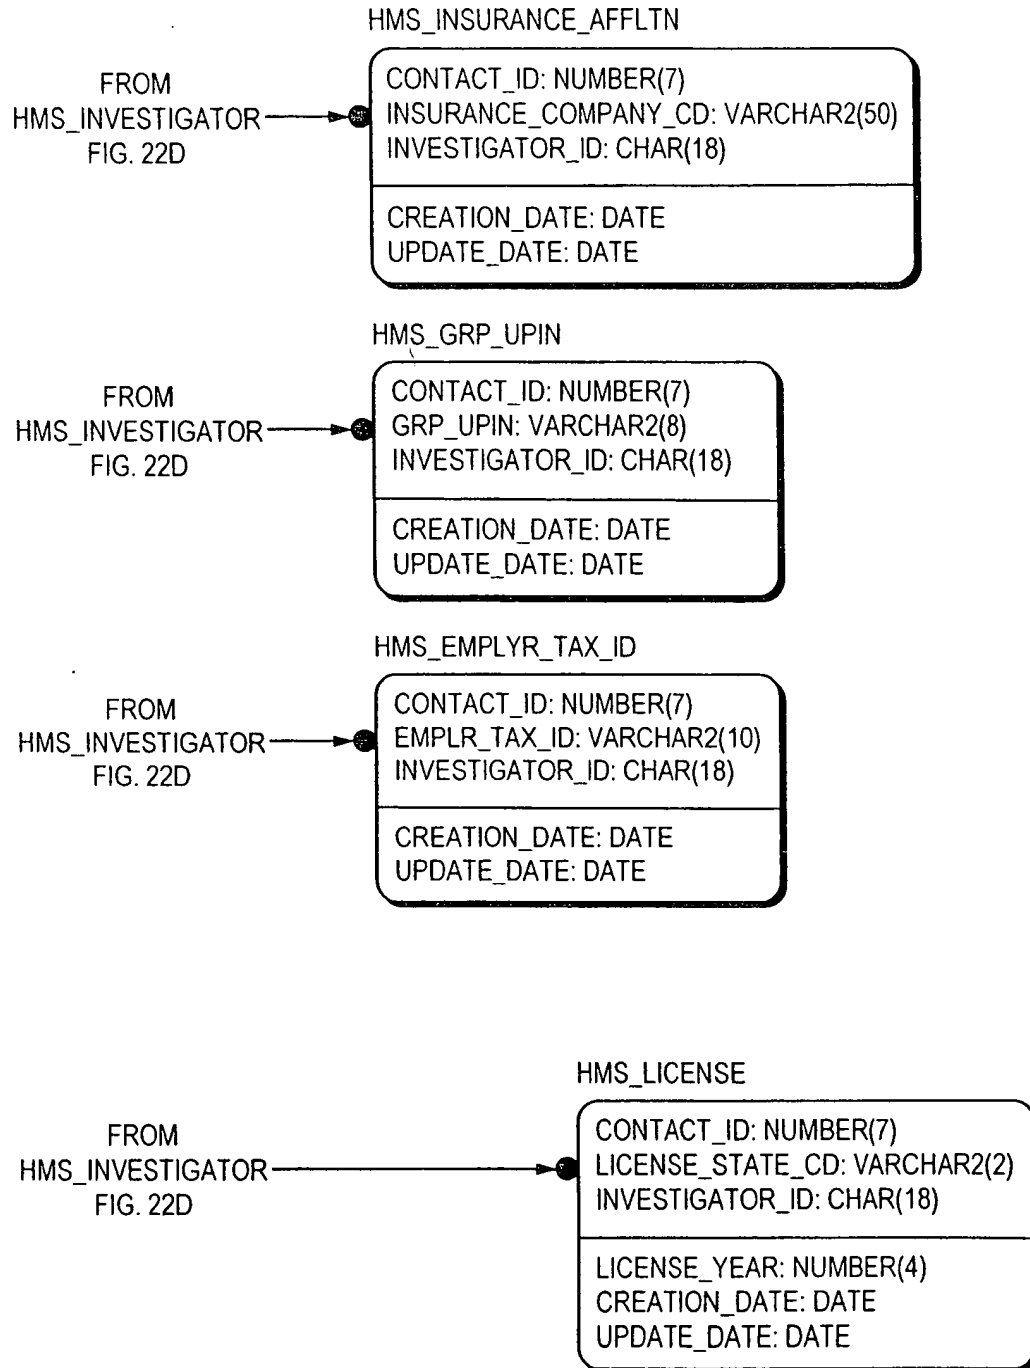 HMS_INSURANCE_AFFLTN
FROM
HMS_INVESTIGATOR
FIG. 22D
CONTACT_ID: NUMBER(7)
INSURANCE_COMPANY_CD: VARCHAR2(50)
INVESTIGATOR_ID: CHAR(18)
CREATION_DATE: DATE
UPDATE_DATE: DATE
HMS_GRP_UPIN
FROM
HMS_INVESTIGATOR
FIG. 22D
CONTACT_ID: NUMBER(7)
GRP_UPIN: VARCHAR2(8)
INVESTIGATOR_ID: CHAR(18)
CREATION_DATE: DATE
UPDATE_DATE: DATE
HMS_EMPLYR_TAX_ID
FROM
HMS_INVESTIGATOR
FIG. 22D
CONTACT_ID: NUMBER(7)
EMPLR_TAX_ID: VARCHAR2(10)
INVESTIGATOR_ID: CHAR(18)
CREATION_DATE: DATE
UPDATE_DATE: DATE
HMS_LICENSE
FROM
HMS_INVESTIGATOR
FIG. 22D
CONTACT_ID: NUMBER(7)
LICENSE_STATE_CD: VARCHAR2(2)
INVESTIGATOR_ID: CHAR(18)
LICENSE_YEAR: NUMBER(4)
CREATION_DATE: DATE
UPDATE_DATE: DATE